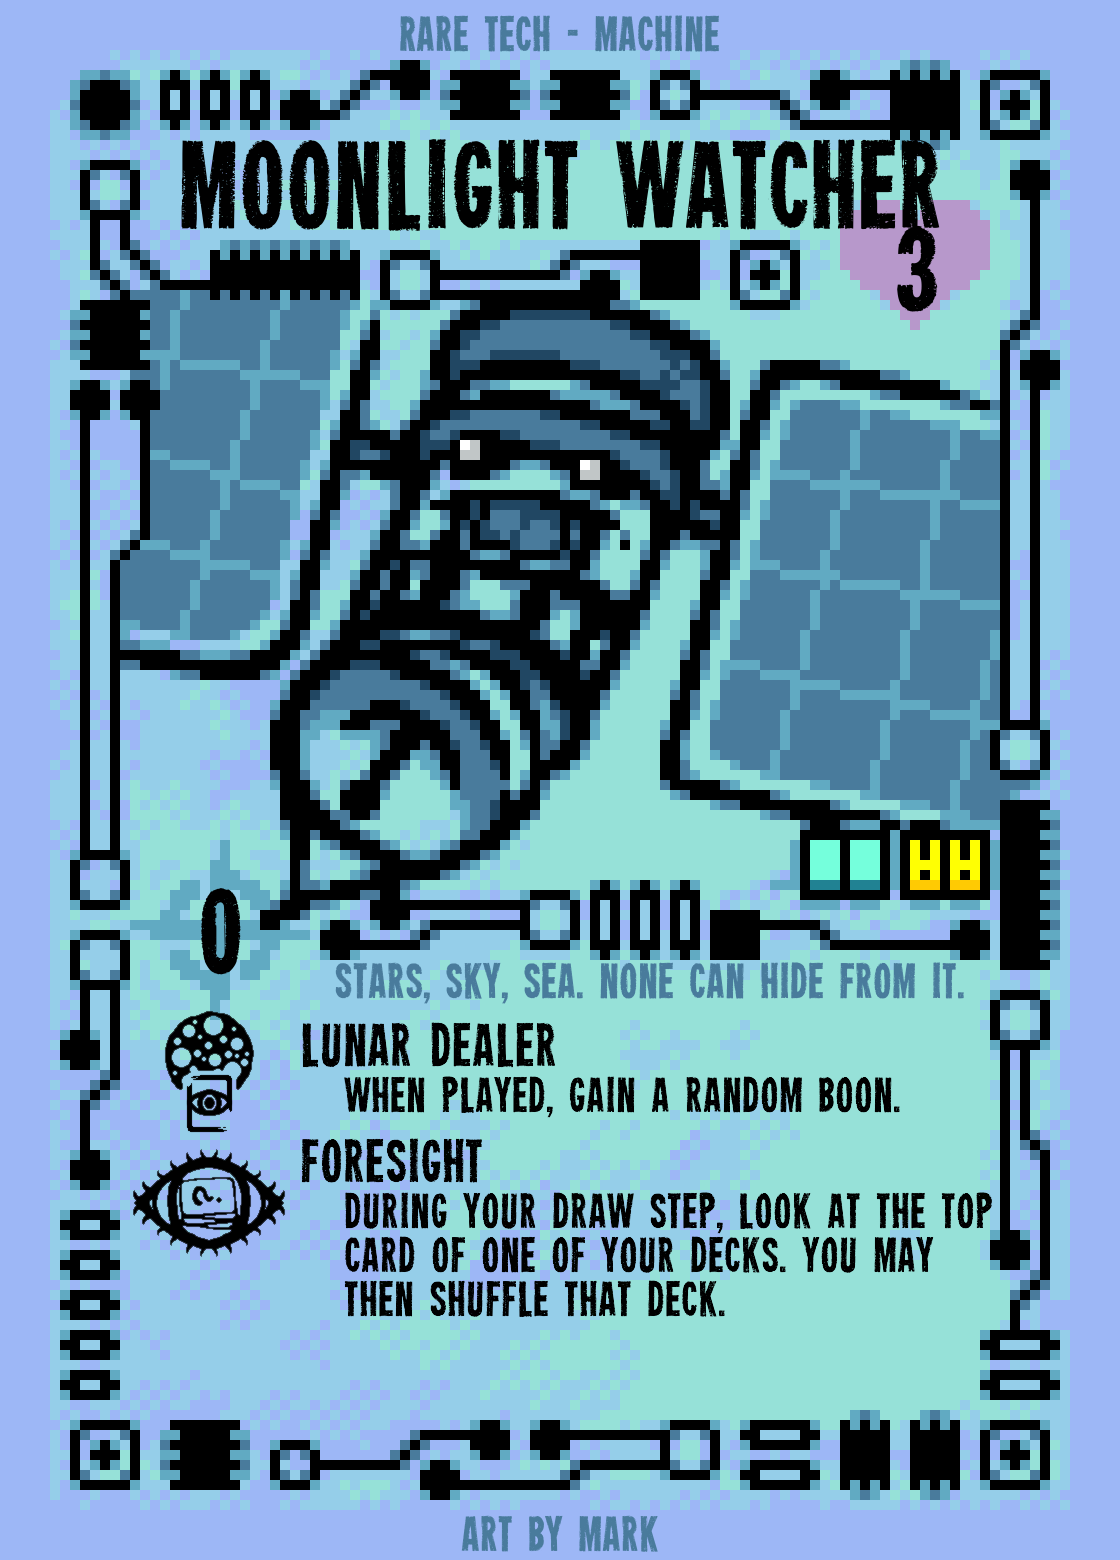 RARE TECH - MACHINE
MOONLIGHT WATCHER
3
0
STARS, SKY, SEA. NONE CAN HIDE FROM IT.
LUNAR DEALER
WHEN PLAYED, GAIN A RANDOM BOON.
FORESIGHT
DURING YOUR DRAW STEP, LOOK AT THE TOP
CARD OF ONE OF YOUR DECKS. YOU MAY
THEN SHUFFLE THAT DECK.
ART BY MARK